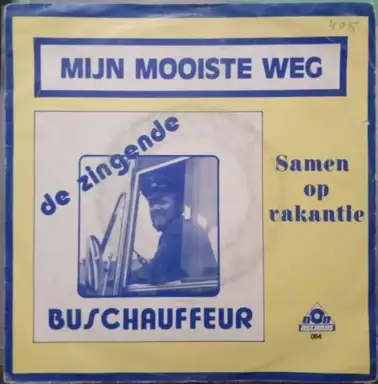 405
MIJN MOOISTE WEG
de zingende
BUSCHAUFFEUR
Samen
op
vakantie
RECORDS
064